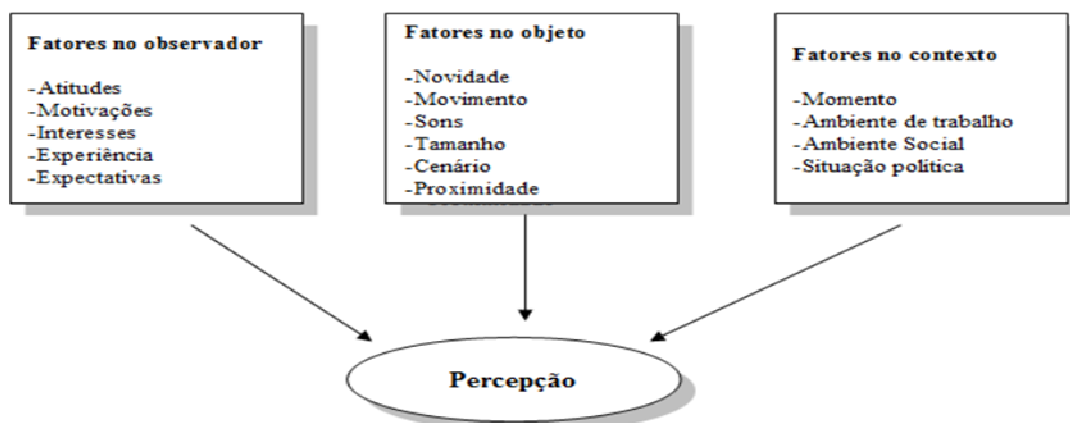 Fatores no observador
-Atitudes
-Motivações
-Interesses
-Experiência
-Expectativas
Fatores no objeto
-Novidade
-Movimento
-Sons
-Tamanho
-Cenário
-Proximidade
Fatores no contexto
-Momento
-Ambiente de trabalho
-Ambiente Social
-Situação política
Percepção